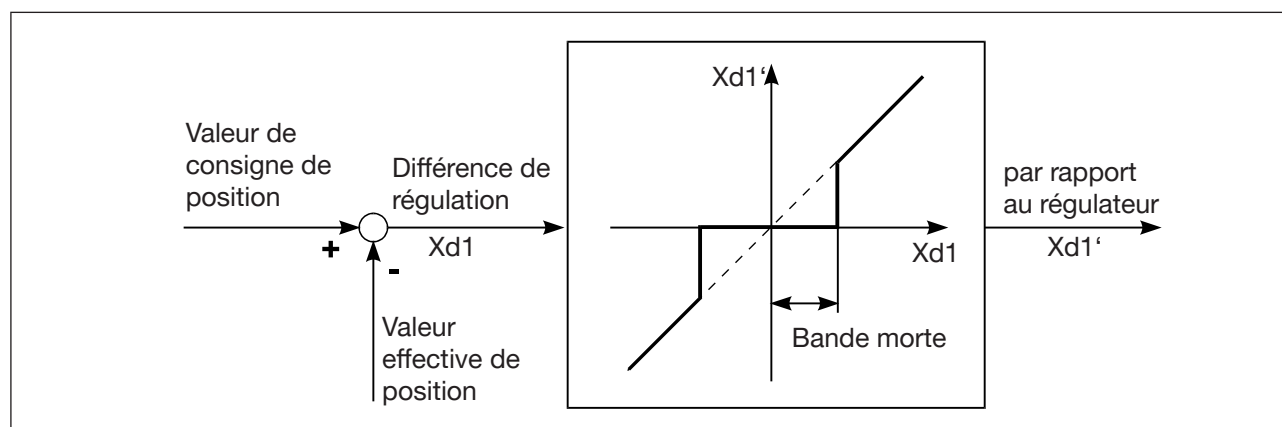 Valeur de
consigne de
position
+
-
Différence de
régulation
Xd1
Valeur
effective de
position
Xd1‘
Xd1
Bande morte
par rapport
au régulateur
Xd1‘